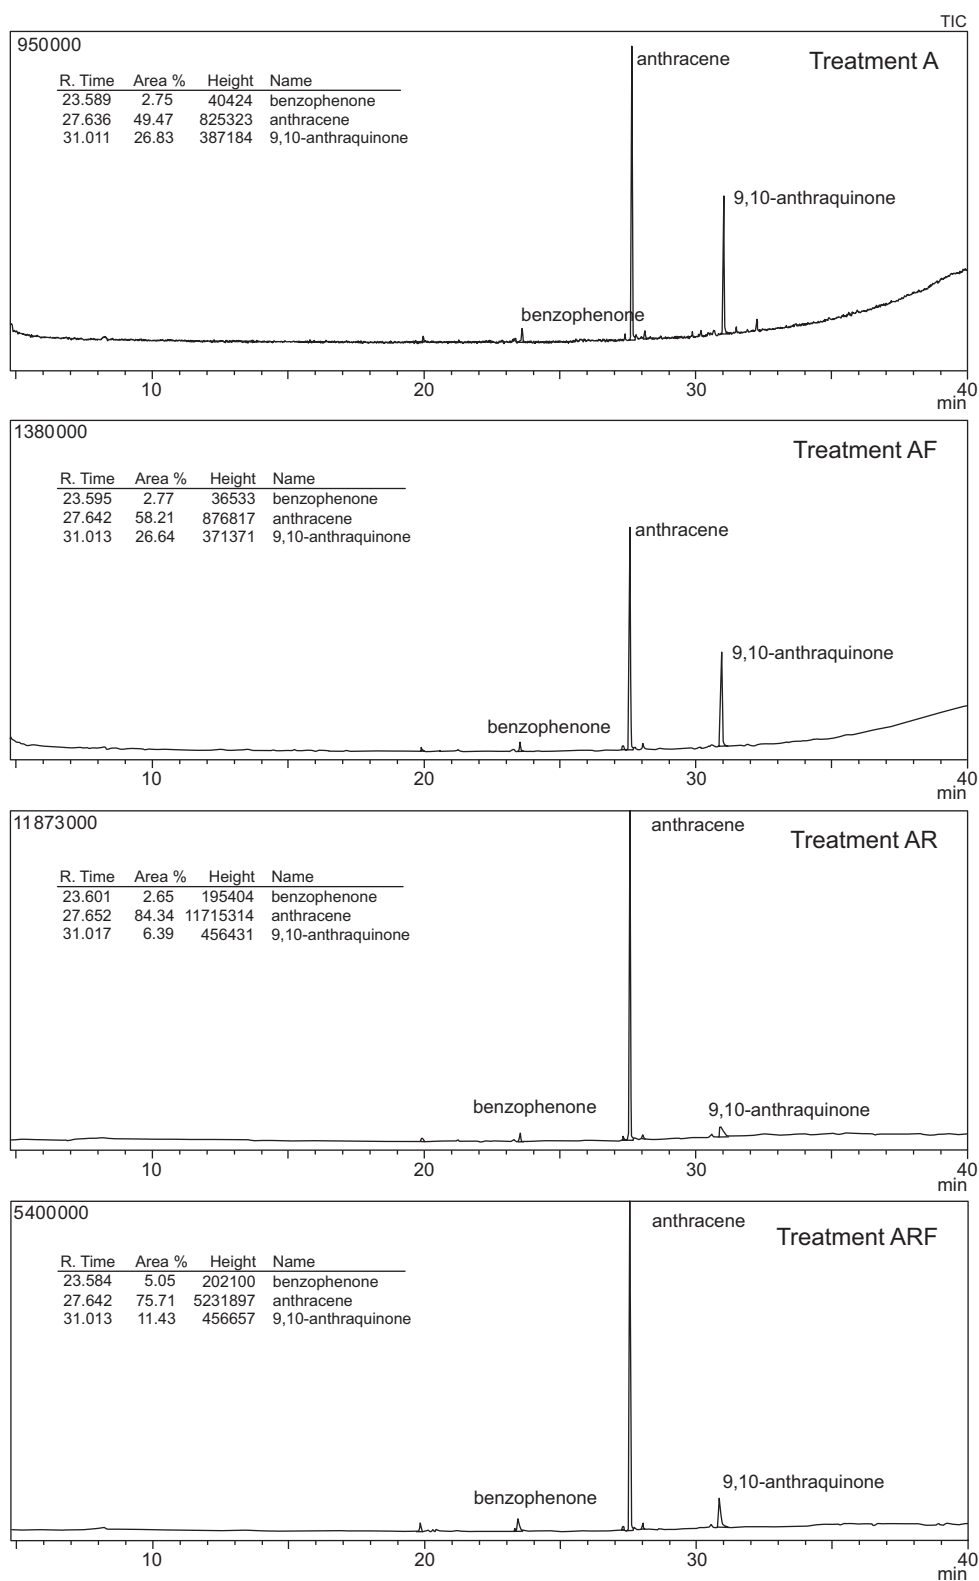 TIC
950000
Treatment A
R. Time Area % Height Name
23.589 2.75 40424 benzophenone
27.636 49.47 825323 anthracene
31.011 26.83 387184 9,10-anthraquinone
anthracene
9,10-anthraquinone
benzophenone
10 20 30 40
min
1380000
Treatment AF
R. Time Area % Height Name
23.595 2.77 36533 benzophenone
27.642 58.21 876817 anthracene
31.013 26.64 371371 9,10-anthraquinone
anthracene
9,10-anthraquinone
benzophenone
10 20 30 40
min
11873000
anthracene
Treatment AR
R. Time Area % Height Name
23.601 2.65 195404 benzophenone
27.652 84.34 11715314 anthracene
31.017 6.39 456431 9,10-anthraquinone
benzophenone
9,10-anthraquinone
10 20 30 40
min
5400000
anthracene
Treatment ARF
R. Time Area % Height Name
23.584 5.05 202100 benzophenone
27.642 75.71 5231897 anthracene
31.013 11.43 456657 9,10-anthraquinone
9,10-anthraquinone
benzophenone
10 20 30 40
min